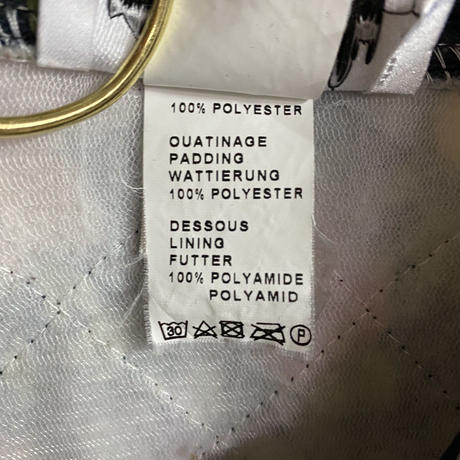 100% POLYESTER
OUATINAGE
PADDING
WATTIERUNG
100% POLYESTER
DESSOUS
LINING
FUTTER
100% POLYAMIDE
POLYAMID
30 P